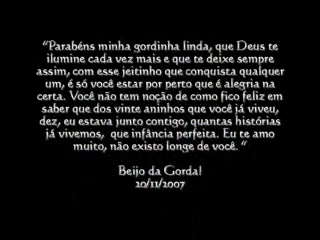 “Parabéns minha gordinha linda, que Deus te
ilumine cada vez mais e que te deixe sempre
assim, com esse jeitinho que conquista qualquer
um, é só você estar por perto que é alegria na
certa. Você não tem noção de como fico feliz em
saber que dos vinte aninhos que você já viveu,
dez, eu estava junto contigo, quantas histórias
já vivemos,  que infância perfeita. Eu te amo
muito, não existo longe de você. “
Beijo da Gorda!
20/11/2007